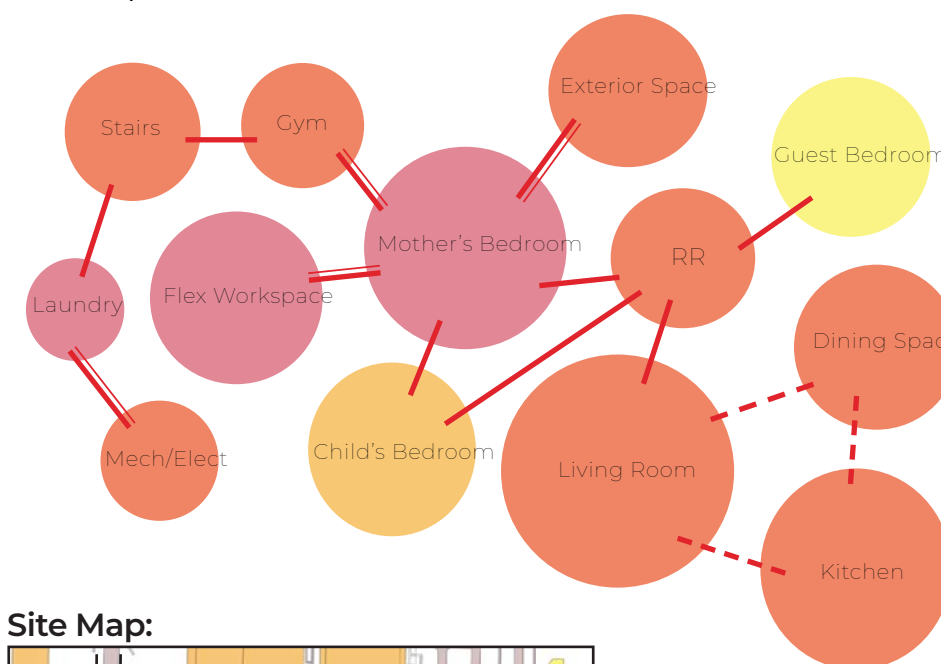 Exterior Space
Stairs
Gym
Guest Bedroom
Mother's Bedroom
RR
Flex Workspace
Laundry
Dining Spac
Child's Bedroom
Mech/Elect
Living Room
Kitchen
Site Map: